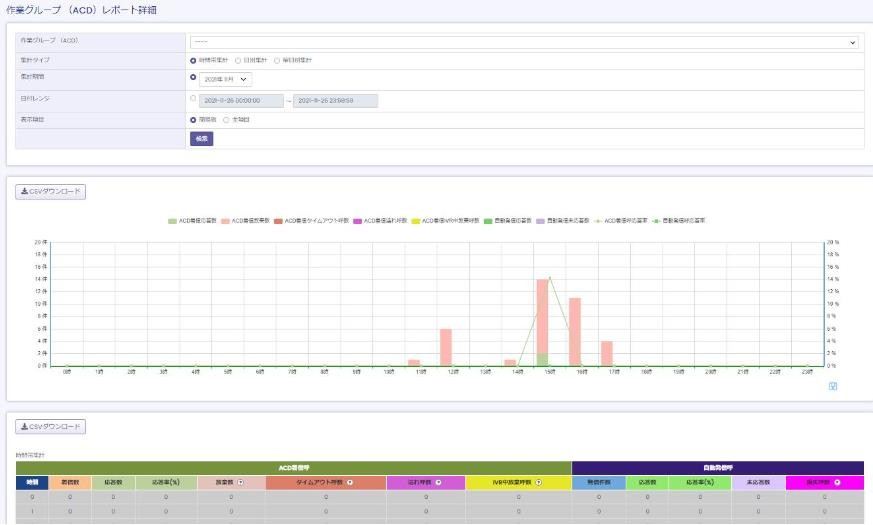 作業グループ （ACD）レポート詳細
作業グループ （ACD）
----
集計タイプ
時間帯集計 日別集計 曜日別集計
集計期間
2021年 11月
日付レンジ
2021-11-26 00:00:00 ~ 2021-11-26 23:59:59
表示項目
簡易版 全項目
検索
CSVダウンロード
ACD着信応答数 ACD着信放棄数 ACD着信タイムアウト呼数 ACD着信溢れ呼数 ACD着信IVR中放棄呼数 自動発信応答数 自動発信未応答数 ACD着信呼応答率 自動発信呼応答率
20 件 20 %
18 件 18 %
16 件 16 %
14 件 14 %
12 件 12 %
10 件 10 %
8 件 8 %
6 件 6 %
4 件 4 %
2 件 2 %
0 件 0 %
0時 1時 2時 3時 4時 5時 6時 7時 8時 9時 10時 11時 12時 13時 14時 15時 16時 17時 18時 19時 20時 21時 22時 23時
CSVダウンロード
時間帯集計
ACD着信呼 自動発信呼
時間 着信数 応答数 応答率(%) 放棄数 ? タイムアウト呼数 ? 溢れ呼数 ? IVR中放棄呼数 ? 発信件数 応答数 応答率(%) 未応答数 ?
0 0 0 0 0 0 0 0 0 0 0 0 0
1 0 0 0 0 0 0 0 0 0 0 0 0